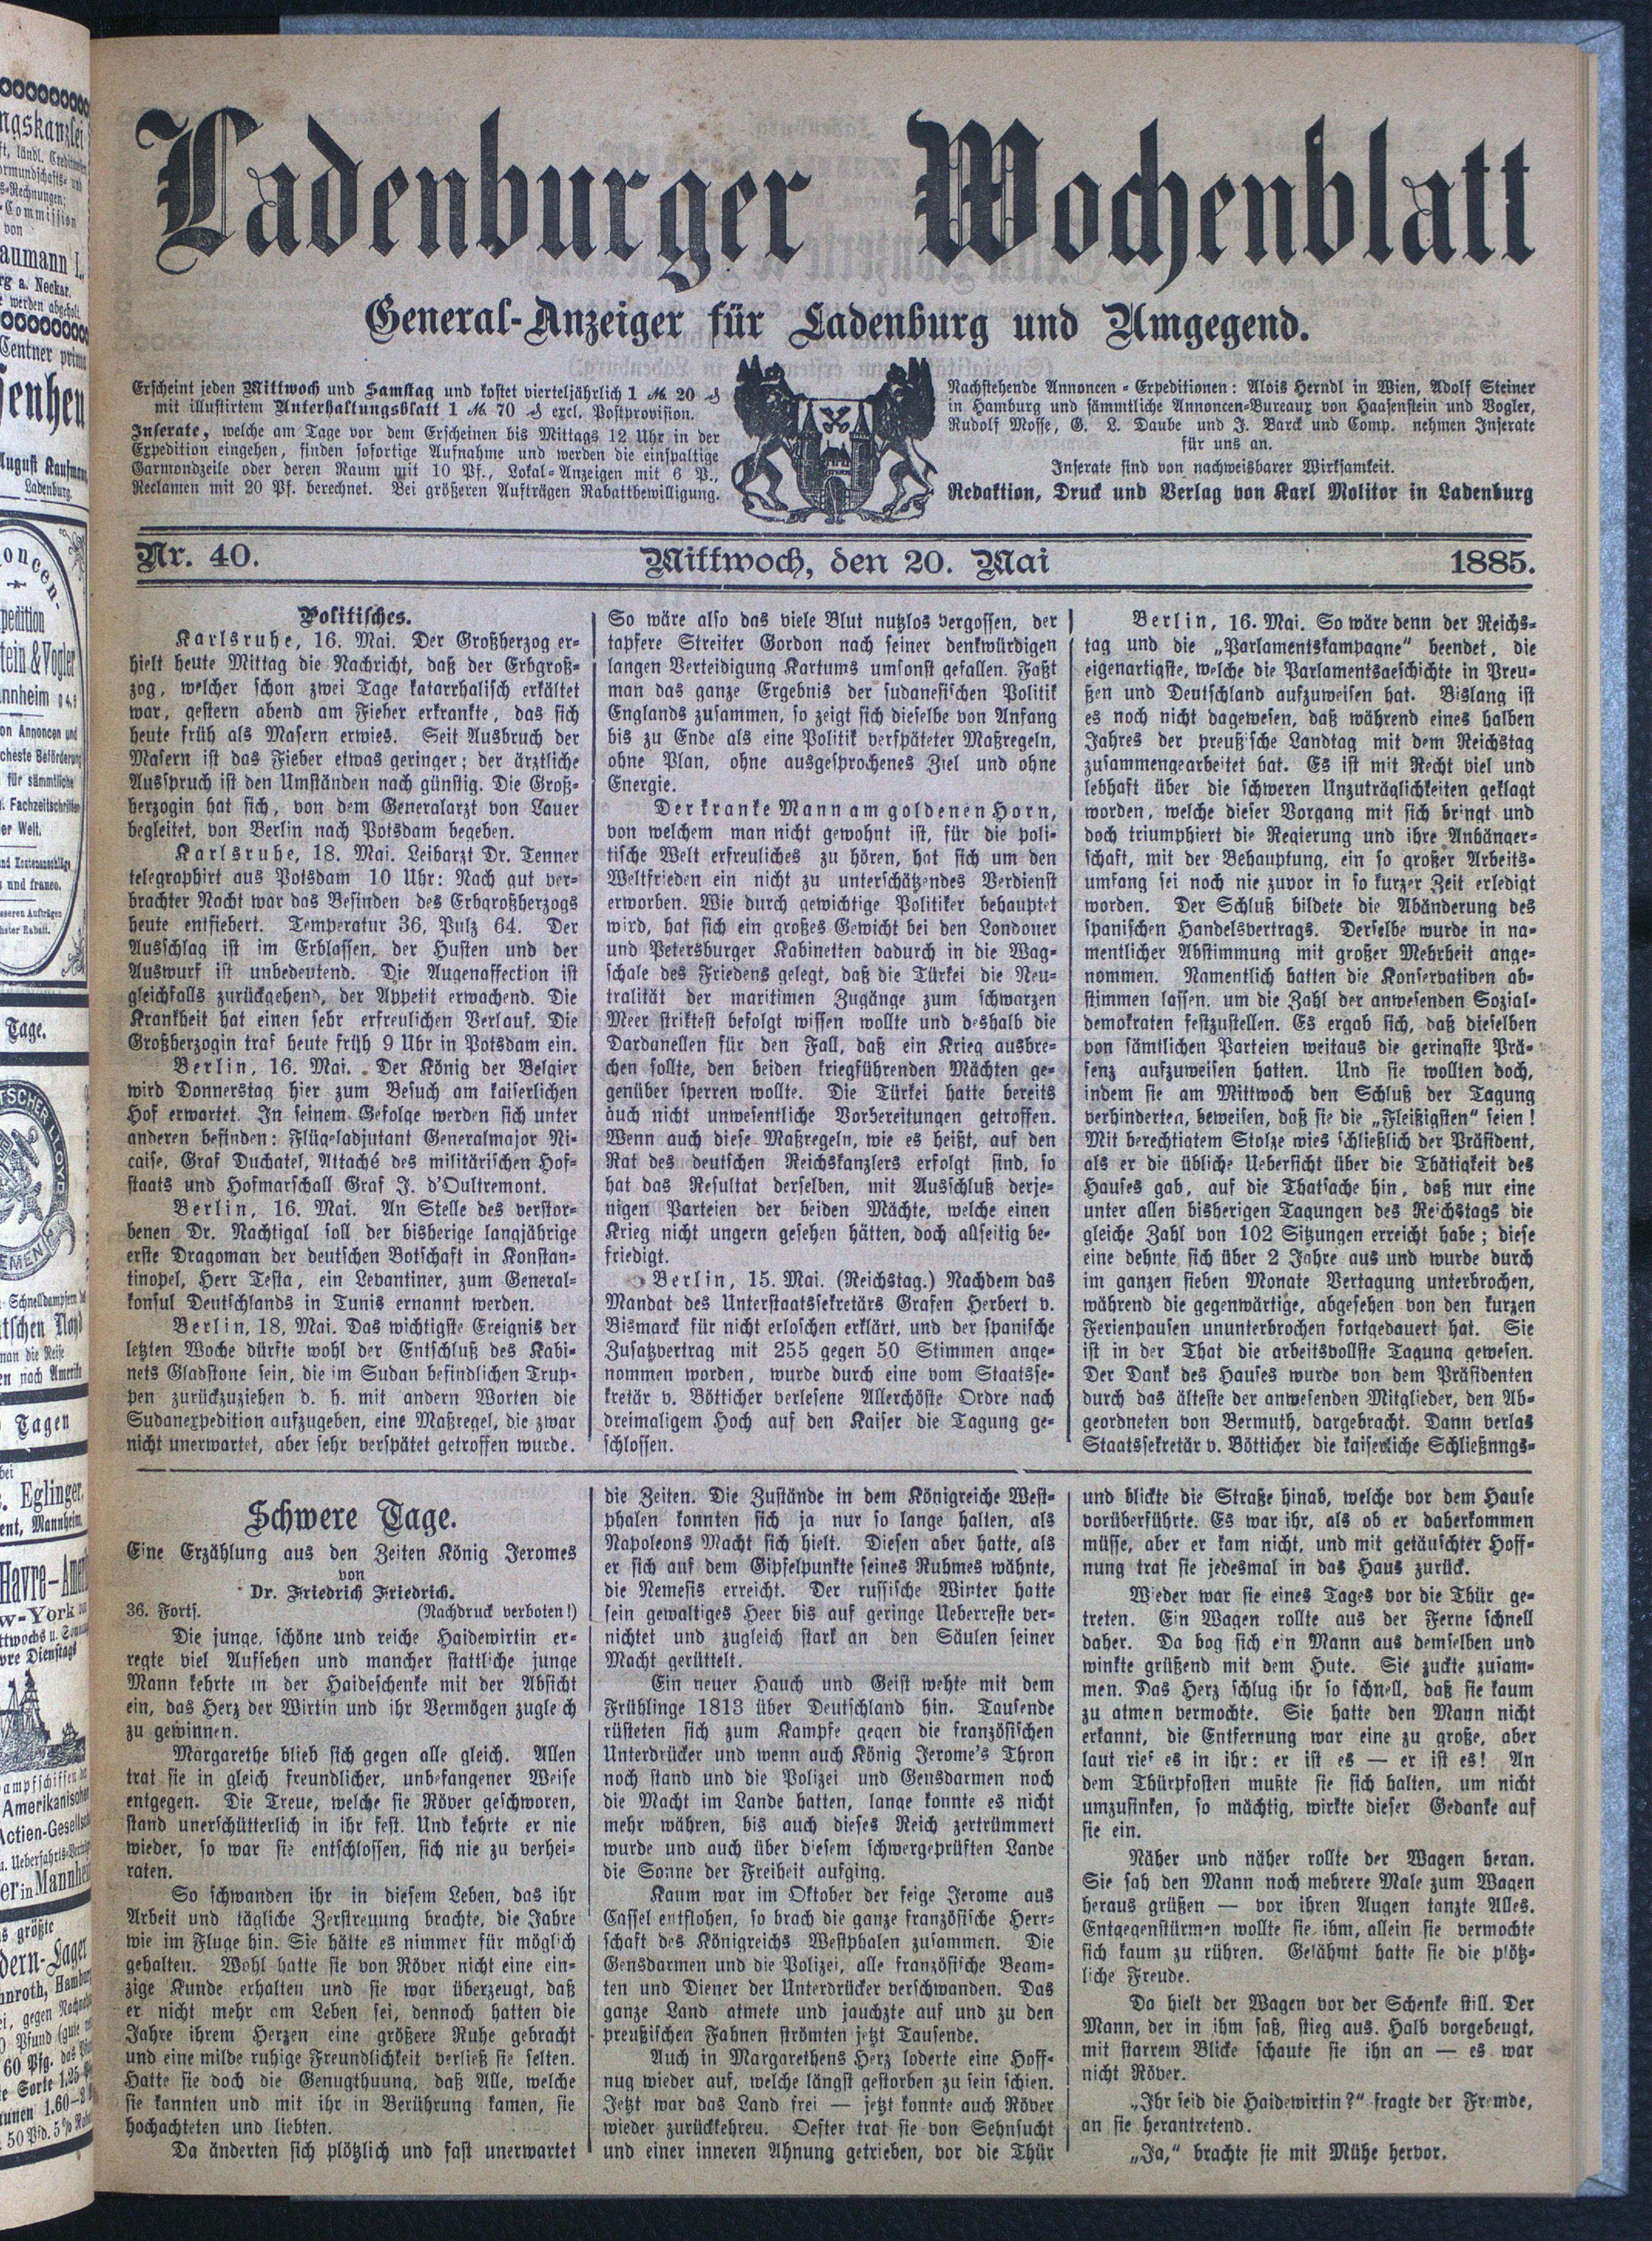 Ladenburger Wochenblatt
General-Anzeiger für Ladenburg und Umgegend.
Erscheint jeden Mittwoch und Samstag und kostet vierteljährlich 1 M. 20 ₰
mit illustirtem Unterhaltungsblatt 1 M. 70 ₰ excl. Postprovision.
Inserate, welche am Tage vor dem Erscheinen bis Mittags 12 Uhr in der
Expedition eingehen, finden sofortige Aufnahme und werden die einspaltige
Garmondzeile oder deren Raum mit 10 Pf., Lokal-Anzeigen mit 6 P.,
Reclamen mit 20 Pf. berechnet. Bei größeren Aufträgen Rabattbewilligung.
Nachstehende Annoncen-Expeditionen: Alois Herndl in Wien, Adolf Steiner
in Hamburg und sämmtliche Annoncen-Bureaux von Haasenstein und Vogler,
Rudolf Mosse, G. L. Daube und J. Barck und Comp. nehmen Inserate
für uns an.
Inserate sind von nachweisbarer Wirksamkeit.
Redaktion, Druck und Verlag von Karl Molitor in Ladenburg
Nr. 40. Mittwoch, den 20. Mai 1885.
Politisches.
Karlsruhe, 16. Mai. Der Großherzog er-
hielt heute Mittag die Nachricht, daß der Erbgroß-
zog, welcher schon zwei Tage katarrhalisch erkältet
war, gestern abend am Fieber erkrankte, das sich
heute früh als Masern erwies. Seit Ausbruch der
Masern ist das Fieber etwas geringer; der ärztliche
Ausspruch ist den Umständen nach günstig. Die Groß-
herzogin hat sich, von dem Generalarzt von Lauer
begleitet, von Berlin nach Potsdam begeben.
Karlsruhe, 18. Mai. Leibarzt Dr. Tenner
telegraphirt aus Potsdam 10 Uhr: Nach gut ver-
brachter Nacht war das Befinden des Erbgroßherzogs
heute entfiebert. Temperatur 36, Pulz 64. Der
Ausschlag ist im Erblassen, der Husten und der
Auswurf ist unbedeutend. Die Augenaffection ist
gleichfalls zurückgehend, der Appetit erwachend. Die
Krankheit hat einen sehr erfreulichen Verlauf. Die
Großherzogin traf heute früh 9 Uhr in Potsdam ein.
Berlin, 16. Mai. Der König der Belgier
wird Donnerstag hier zum Besuch am kaiserlichen
Hof erwartet. In seinem Gefolge werden sich unter
anderen befinden: Flügeladjutant Generalmajor Ni-
caise, Graf Duchatel, Attaché des militärischen Hof-
staats und Hofmarschall Graf J. d'Oultremont.
Berlin, 16. Mai. An Stelle des verstor-
benen Dr. Nachtigal soll der bisherige langjährige
erste Dragoman der deutschen Botschaft in Konstan-
tinopel, Herr Testa, ein Levantiner, zum General-
konsul Deutschlands in Tunis ernannt werden.
Berlin, 18, Mai. Das wichtigste Ereignis der
letzten Woche dürfte wohl der Entschluß des Kabi-
nets Gladstone sein, die im Sudan befindlichen Trup-
pen zurückzuziehen d. h. mit andern Worten die
Sudanexpedition aufzugeben, eine Maßregel, die zwar
nicht unerwartet, aber sehr verspätet getroffen wurde.
So wäre also das viele Blut nutzlos vergossen, der
tapfere Streiter Gordon nach seiner denkwürdigen
langen Verteidigung Kartums umsonst gefallen. Faßt
man das ganze Ergebnis der sudanesischen Politik
Englands zusammen, so zeigt sich dieselbe von Anfang
bis zu Ende als eine Politik verspäteter Maßregeln,
ohne Plan, ohne ausgesprochenes Ziel und ohne
Energie.
Der kranke Mann am goldenen Horn,
von welchem man nicht gewohnt ist, für die poli-
tische Welt erfreuliches zu hören, hat sich um den
Weltfrieden ein nicht zu unterschätzendes Verdienst
erworben. Wie durch gewichtige Politiker behauptet
wird, hat sich ein großes Gewicht bei den Londoner
und Petersburger Kabinetten dadurch in die Wag-
schale des Friedens gelegt, daß die Türkei die Neu-
tralität der maritimen Zugänge zum schwarzen
Meer striktest befolgt wissen wollte und deshalb die
Dardanellen für den Fall, daß ein Krieg ausbre-
chen sollte, den beiden kriegführenden Mächten ge-
genüber sperren wollte. Die Türkei hatte bereits
auch nicht unwesentliche Vorbereitungen getroffen.
Wenn auch diese Maßregeln, wie es heißt, auf den
Rat des deutschen Reichskanzlers erfolgt sind, so
hat das Resultat derselben, mit Ausschluß derje-
nigen Parteien der beiden Mächte, welche einen
Krieg nicht ungern gesehen hätten, doch allseitig be-
friedigt.
Berlin, 15. Mai. (Reichstag.) Nachdem das
Mandat des Unterstaatssekretärs Grafen Herbert v.
Bismarck für nicht erloschen erklärt, und der spanische
Zusatzvertrag mit 255 gegen 50 Stimmen ange-
nommen worden, wurde durch eine vom Staatsse-
kretär v. Bötticher verlesene Allerchöste Ordre nach
dreimaligem Hoch auf den Kaiser die Tagung ge-
schlossen.
Berlin, 16. Mai. So wäre denn der Reichs-
tag und die „Parlamentskampagne“ beendet, die
eigenartigste, welche die Parlamentsgeschichte in Preu-
ßen und Deutschland aufzuweisen hat. Bislang ist
es noch nicht dagewesen, daß während eines halben
Jahres der preuß'sche Landtag mit dem Reichstag
zusammengearbeitet hat. Es ist mit Recht viel und
lebhaft über die schweren Unzuträglichkeiten geklagt
worden, welche dieser Vorgang mit sich bringt und
doch triumphiert die Regierung und ihre Anhänger-
schaft, mit der Behauptung, ein so großer Arbeits-
umfang sei noch nie zuvor in so kurzer Zeit erledigt
worden. Der Schluß bildete die Abänderung des
spanischen Handelsvertrags. Derselbe wurde in na-
mentlicher Abstimmung mit großer Mehrheit ange-
nommen. Namentlich hatten die Konservativen ab-
stimmen lassen, um die Zahl der anwesenden Sozial-
demokraten festzustellen. Es ergab sich, daß dieselben
von sämtlichen Parteien weitaus die geringste Prä-
senz aufzuweisen hatten. Und sie wollten doch,
indem sie am Mittwoch den Schluß der Tagung
verhinderten, beweisen, daß sie die „Fleißigsten“ seien!
Mit berechtigtem Stolze wies schließlich der Präsident,
als er die übliche Uebersicht über die Thätigkeit des
Hauses gab, auf die Thatsache hin, daß nur eine
unter allen bisherigen Tagungen des Reichstags die
gleiche Zahl von 102 Sitzungen erreicht habe; diese
eine dehnte sich über 2 Jahre aus und wurde durch
im ganzen sieben Monate Vertagung unterbrochen,
während die gegenwärtige, abgesehen von den kurzen
Ferienpausen ununterbrochen fortgedauert hat. Sie
ist in der That die arbeitsvollste Tagung gewesen.
Der Dank des Hauses wurde von dem Präsidenten
durch das älteste der anwesenden Mitglieder, den Ab-
geordneten von Bermuth, dargebracht. Dann verlas
Staatssekretär v. Bötticher die kaiserliche Schließnngs-
Schwere Tage.
Eine Erzählung aus den Zeiten König Jeromes
von
Dr. Friedrich Friedrich.
36. Forts. (Nachdruck verboten!)
Die junge, schöne und reiche Haidewirtin er-
regte viel Aufsehen und mancher stattliche junge
Mann kehrte in der Haideschenke mit der Absicht
ein, das Herz der Wirtin und ihr Vermögen zugleich
zu gewinnen.
Margarethe blieb sich gegen alle gleich. Allen
trat sie in gleich freundlicher, unbefangener Weise
entgegen. Die Treue, welche sie Röver geschworen,
stand unerschütterlich in ihr fest. Und kehrte er nie
wieder, so war sie entschlossen, sich nie zu verhei-
raten.
So schwanden ihr in diesem Leben, das ihr
Arbeit und tägliche Zerstreuung brachte, die Jahre
wie im Fluge hin. Sie hätte es nimmer für möglich
gehalten. Wohl hatte sie von Röver nicht eine ein-
zige Kunde erhalten und sie war überzeugt, daß
er nicht mehr am Leben sei, dennoch hatten die
Jahre ihrem Herzen eine größere Ruhe gebracht
und eine milde ruhige Freundlichkeit verließ sie selten.
Hatte sie doch die Genugthuung, daß Alle, welche
sie kannten und mit ihr in Berührung kamen, sie
hochachteten und liebten.
Da änderten sich plötzlich und fast unerwartet
die Zeiten. Die Zustände in dem Königreiche West-
phalen konnten sich ja nur so lange halten, als
Napoleons Macht sich hielt. Diesen aber hatte, als
er sich auf dem Gipfelpunkte seines Ruhmes wähnte,
die Nemesis erreicht. Der russische Winter hatte
sein gewaltiges Heer bis auf geringe Ueberreste ver-
nichtet und zugleich stark an den Säulen seiner
Macht gerüttelt.
Ein neuer Hauch und Geist wehte mit dem
Frühlinge 1813 über Deutschland hin. Tausende
rüsteten sich zum Kampfe gegen die französischen
Unterdrücker und wenn auch König Jerome's Thron
noch stand und die Polizei und Gensdarmen noch
die Macht im Lande hatten, lange konnte es nicht
mehr währen, bis auch dieses Reich zertrümmert
wurde und auch über diesem schwergeprüften Lande
die Sonne der Freiheit aufging.
Kaum war im Oktober der feige Jerome aus
Cassel entflohen, so brach die ganze französische Herr-
schaft des Königreichs Westphalen zusammen. Die
Gensdarmen und die Polizei, alle französische Beam-
ten und Diener der Unterdrücker verschwanden. Das
ganze Land atmete und jauchzte auf und zu den
preußischen Fahnen strömten jetzt Tausende.
Auch in Margarethens Herz loderte eine Hoff-
nug wieder auf, welche längst gestorben zu sein schien.
Jetzt war das Land frei — jetzt konnte auch Röver
wieder zurückkehreu. Oefter trat sie von Sehnsucht
und einer inneren Ahnung getrieben, vor die Thür
und blickte die Straße hinab, welche vor dem Hause
vorüberführte. Es war ihr, als ob er daherkommen
müsse, aber er kam nicht, und mit getäuschter Hoff-
nung trat sie jedesmal in das Haus zurück.
Wieder war sie eines Tages vor die Thür ge-
treten. Ein Wagen rollte aus der Ferne schnell
daher. Da bog sich ein Mann aus demselben und
winkte grüßend mit dem Hute. Sie zuckte zusam-
men. Das Herz schlug ihr so schnell, daß sie kaum
zu atmen vermochte. Sie hatte den Mann nicht
erkannt, die Entfernung war eine zu große, aber
laut rief es in ihr: er ist es — er ist es! An
dem Thürpfosten mußte sie sich halten, um nicht
umzusinken, so mächtig, wirkte dieser Gedanke auf
sie ein.
Näher und näher rollte der Wagen heran.
Sie sah den Mann noch mehrere Male zum Wagen
heraus grüßen — vor ihren Augen tanzte Alles.
Entgegenstürmen wollte sie ihm, allein sie vermochte
sich kaum zu rühren. Gelähmt hatte sie die plötz-
liche Freude.
Da hielt der Wagen vor der Schenke still. Der
Mann, der in ihm saß, stieg aus. Halb vorgebeugt,
mit starrem Blicke schaute sie ihn an — es war
nicht Röver.
„Ihr seid die Haidewirtin?“ fragte der Fremde,
an sie herantretend.
„Ja,“ brachte sie mit Mühe hervor.